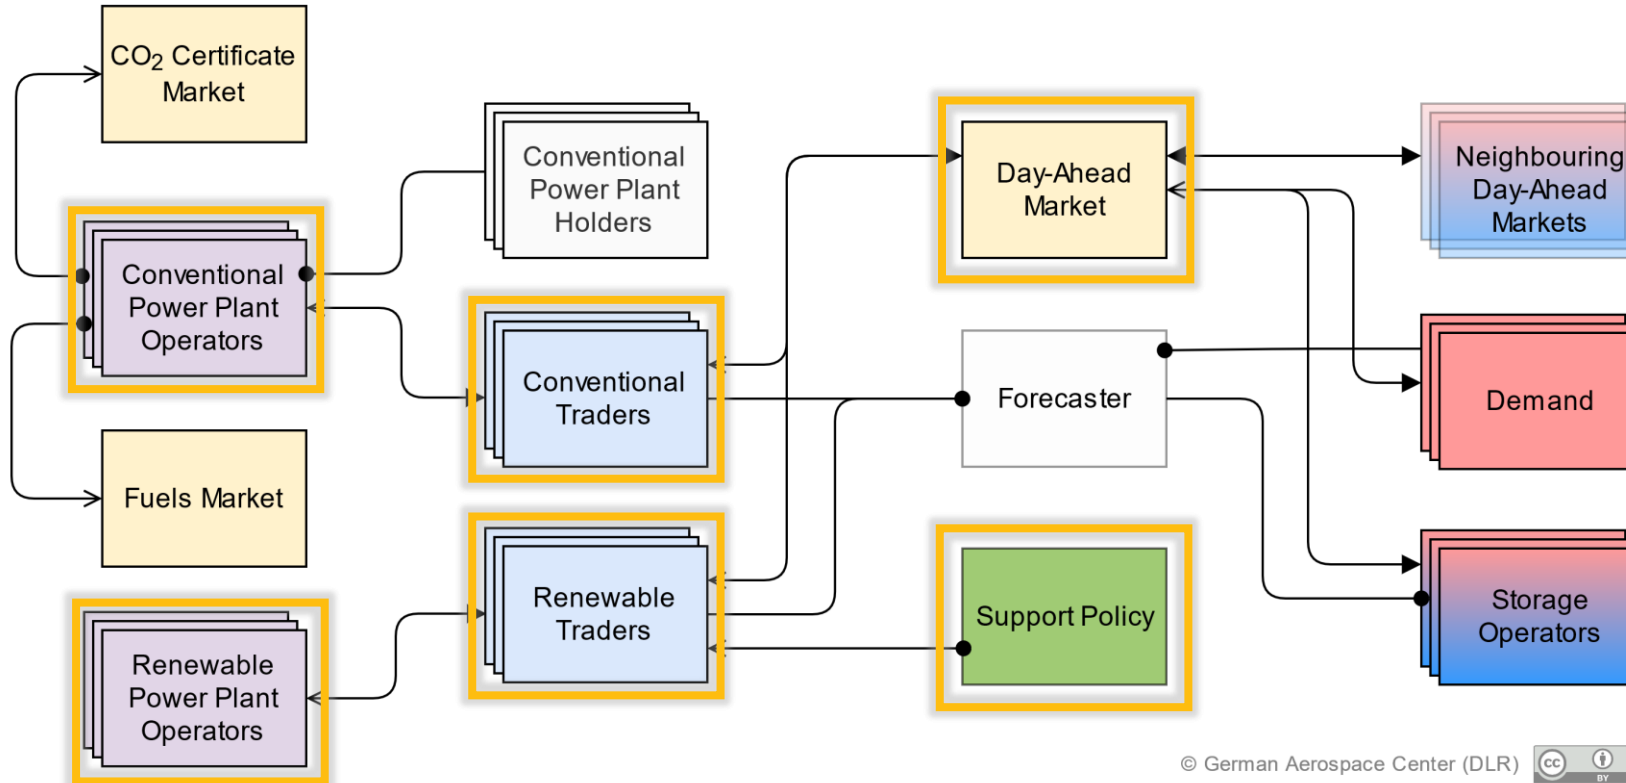 CO₂ Certificate
Market
Conventional
Power Plant
Holders
Day-Ahead
Market
Neighbouring
Day-Ahead
Markets
Conventional
Power Plant
Operators
Conventional
Traders
Forecaster
Demand
Fuels Market
Renewable
Traders
Support Policy
Storage
Operators
Renewable
Power Plant
Operators
© German Aerospace Center (DLR)
cc
BY